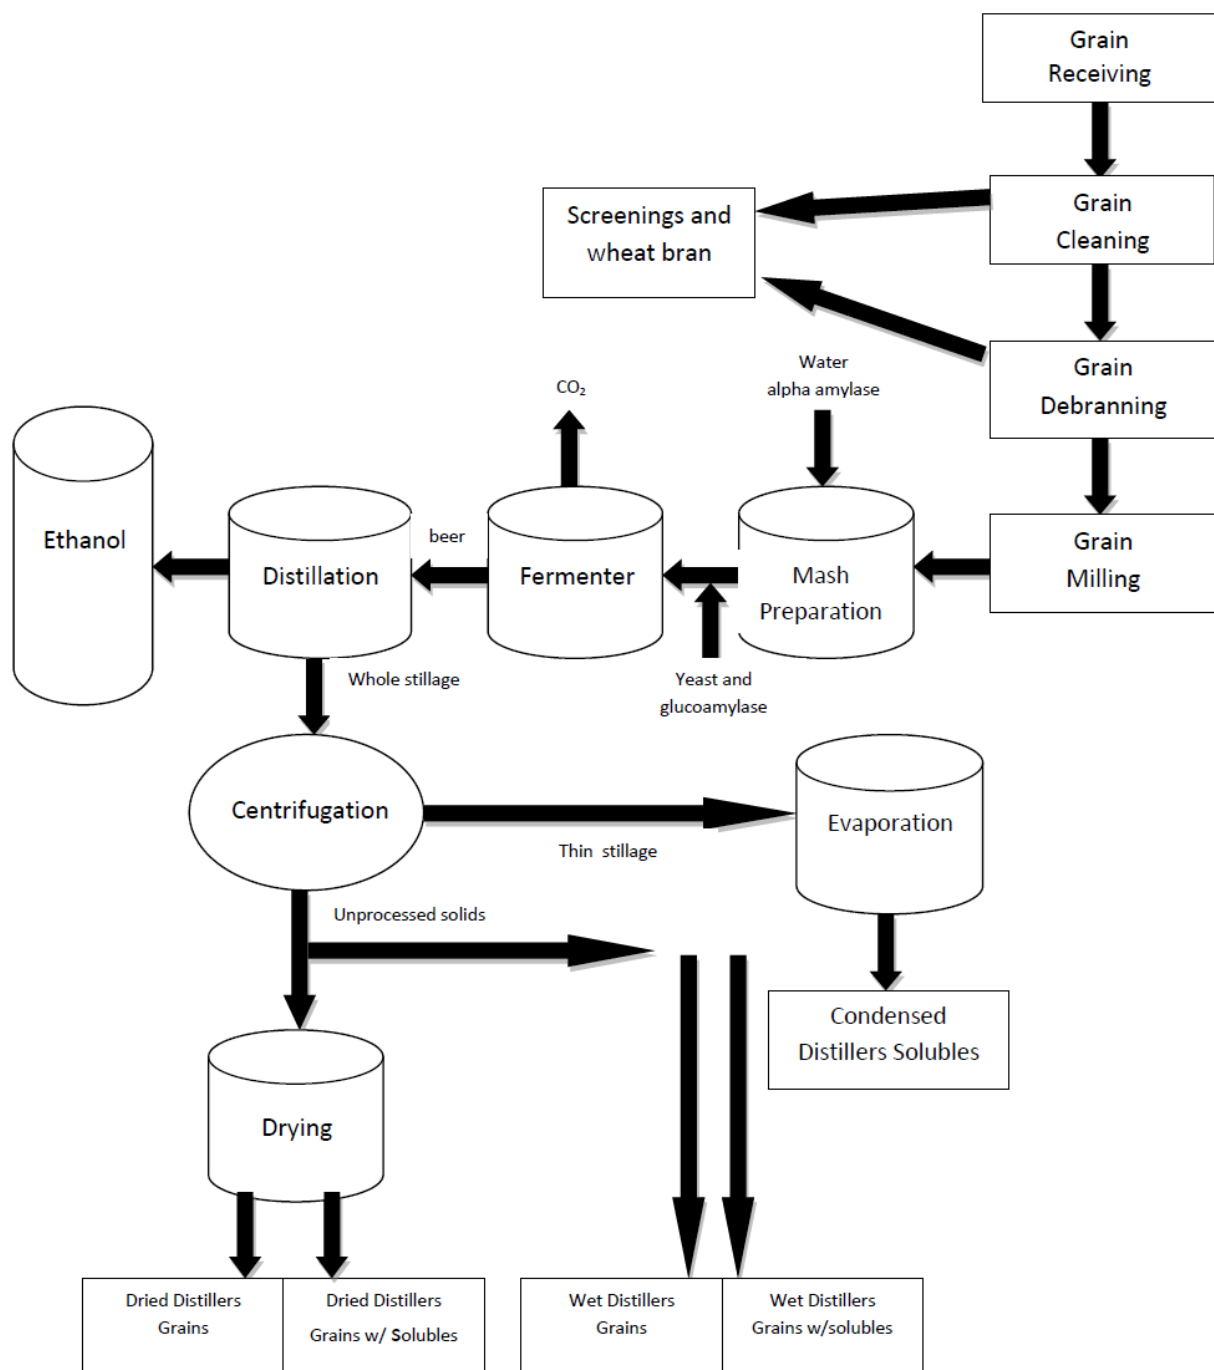 Grain
Receiving
Grain
Cleaning
Screenings and
wheat bran
Grain
Debranning
Water
alpha amylase
CO₂
Ethanol
Distillation
beer
Fermenter
Mash
Preparation
Grain
Milling
Whole stillage
Yeast and
glucoamylase
Centrifugation
Thin stillage
Evaporation
Unprocessed solids
Condensed
Distillers Solubles
Drying
Dried Distillers
Grains
Dried Distillers
Grains w/ Solubles
Wet Distillers
Grains
Wet Distillers
Grains w/solubles